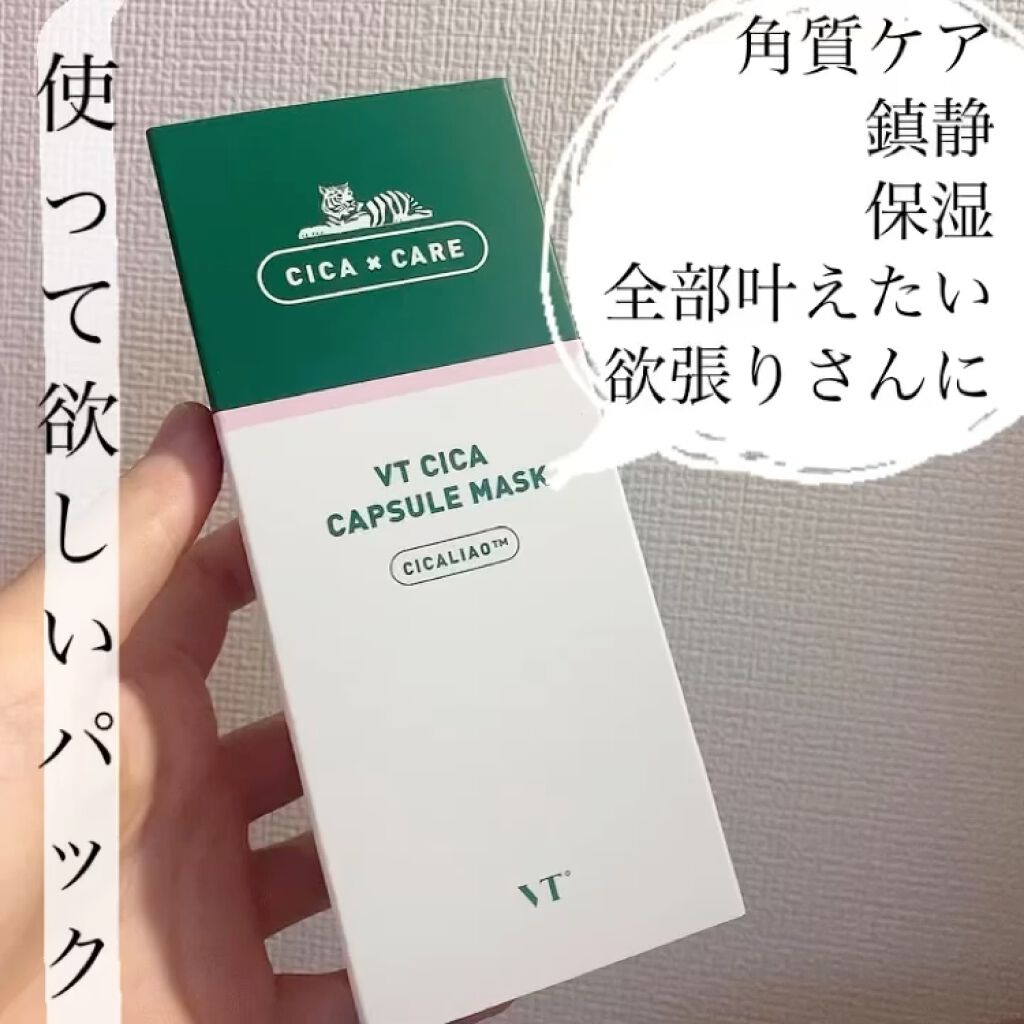 使って欲しいパック
角質ケア
鎮静
保湿
全部叶えたい
欲張りさんに
CICA × CARE
VT CICA
CAPSULE MASK
CICALIAO™
VT®